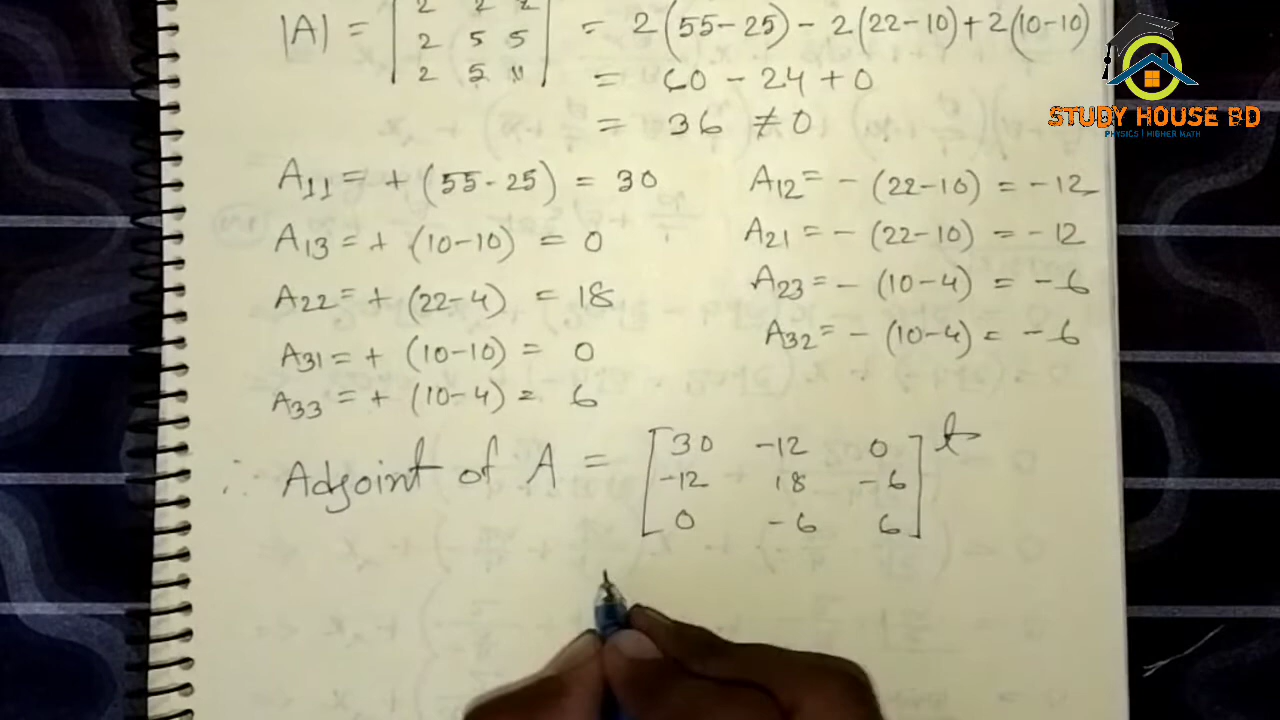 |A| = | 2 2 2 | = 2(55-25) - 2(22-10) + 2(10-10)
| 2 5 5 |
| 2 5 11 | = 60 - 24 + 0
= 36 ≠ 0
A11 = + (55-25) = 30 A12 = - (22-10) = -12
A13 = + (10-10) = 0 A21 = - (22-10) = -12
A22 = + (22-4) = 18 A23 = - (10-4) = -6
A31 = + (10-10) = 0 A32 = - (10-4) = -6
A33 = + (10-4) = 6
∴ Adjoint of A = [ 30 -12 0 ] t
[ -12 18 -6 ]
[ 0 -6 6 ]
STUDY HOUSE BD
PHYSICS | HIGHER MATH